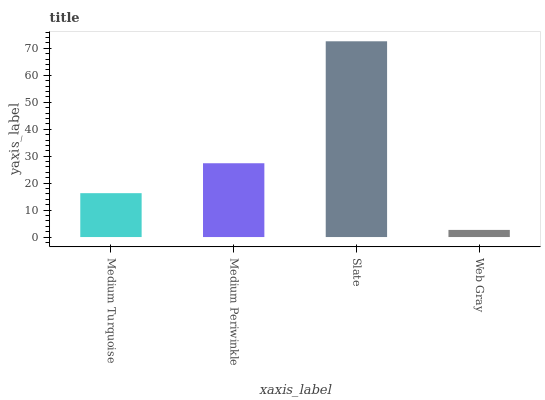 title
yaxis_label
70
60
50
40
30
20
10
0
Medium Turquoise
Medium Periwinkle
Slate
Web Gray
xaxis_label